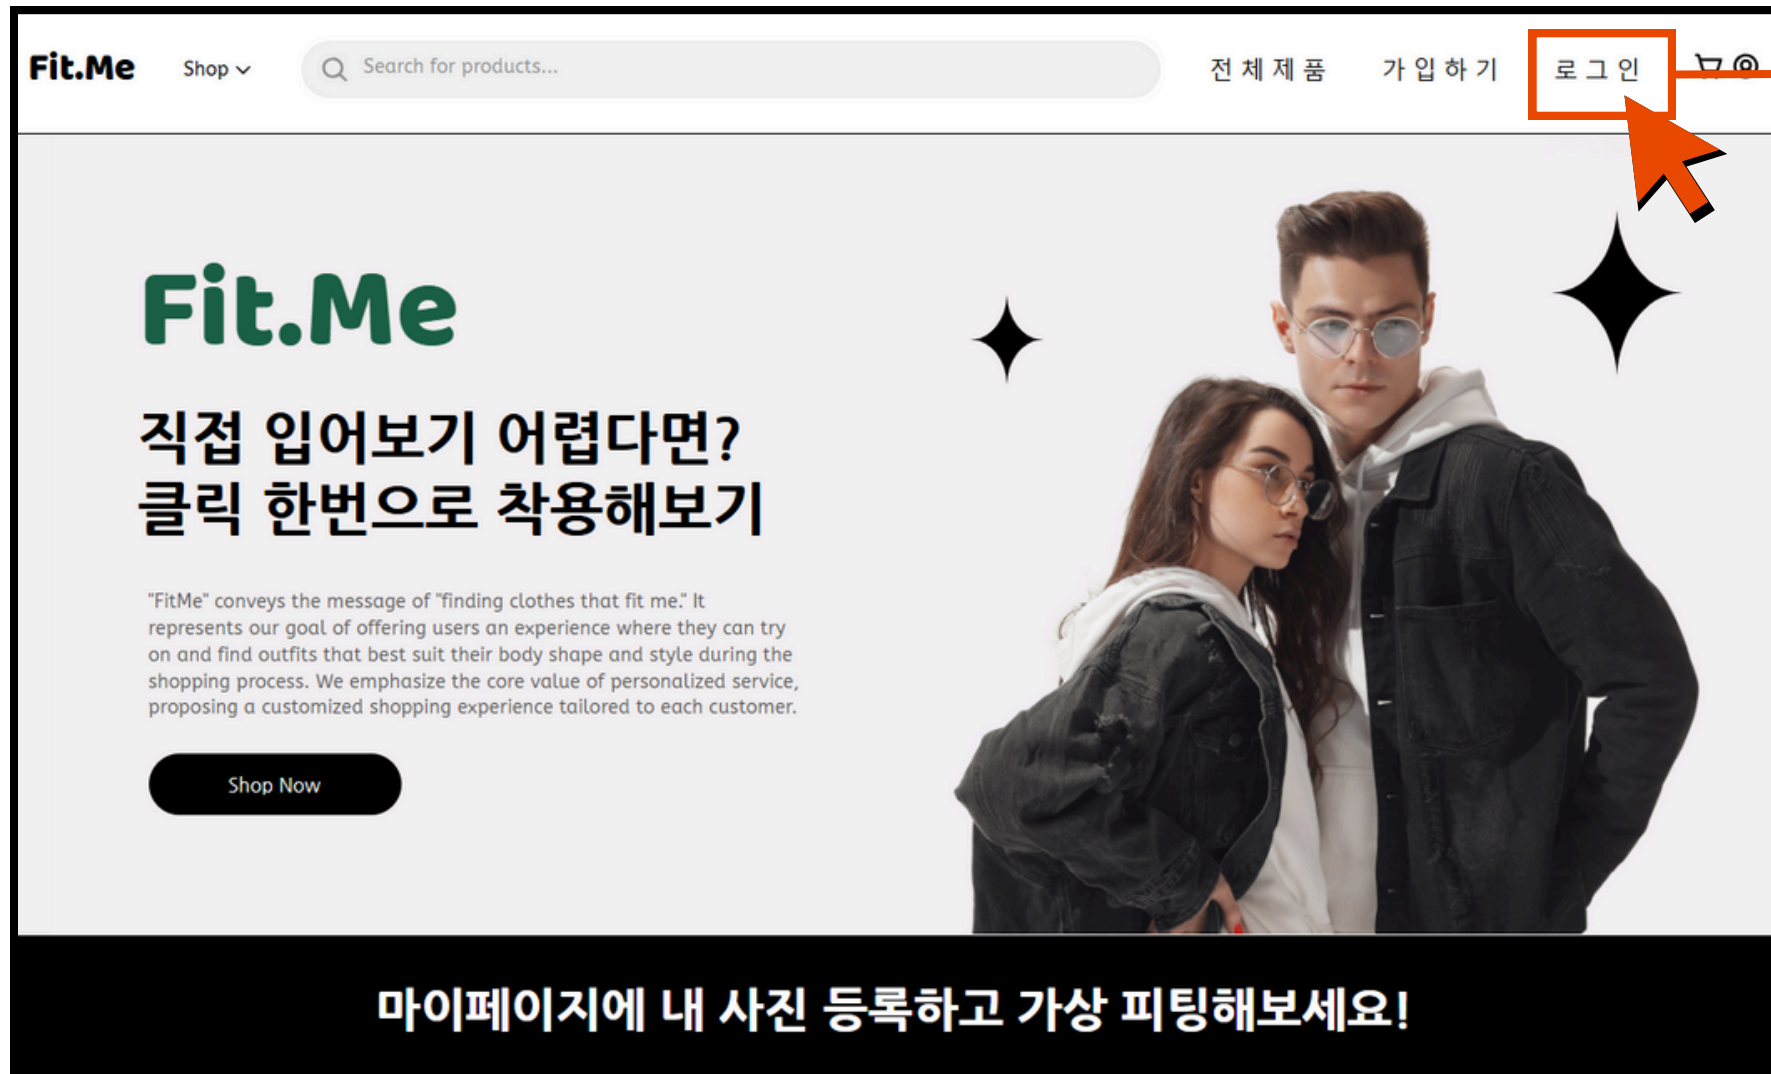 Fit.Me
Shop
Search for products...
전체제품
가입하기
로그인
Fit.Me
직접 입어보기 어렵다면?
클릭 한번으로 착용해보기
"FitMe" conveys the message of "finding clothes that fit me." It
represents our goal of offering users an experience where they can try
on and find outfits that best suit their body shape and style during the
shopping process. We emphasize the core value of personalized service,
proposing a customized shopping experience tailored to each customer.
Shop Now
마이페이지에 내 사진 등록하고 가상 피팅해보세요!